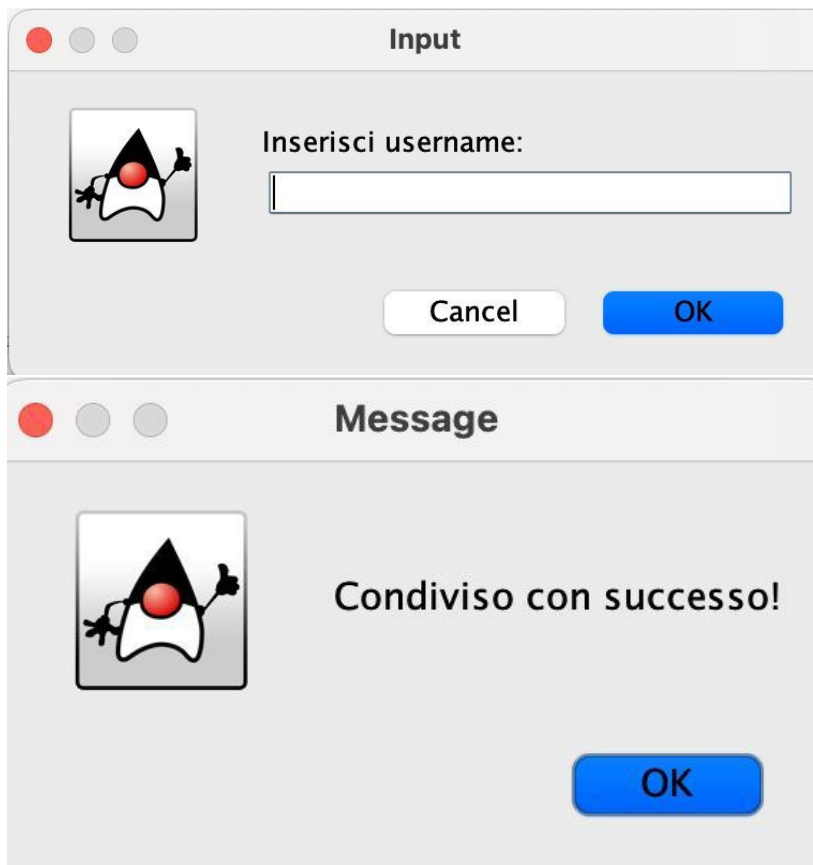 Input
Inserisci username:
Cancel OK
Message
Condiviso con successo!
OK